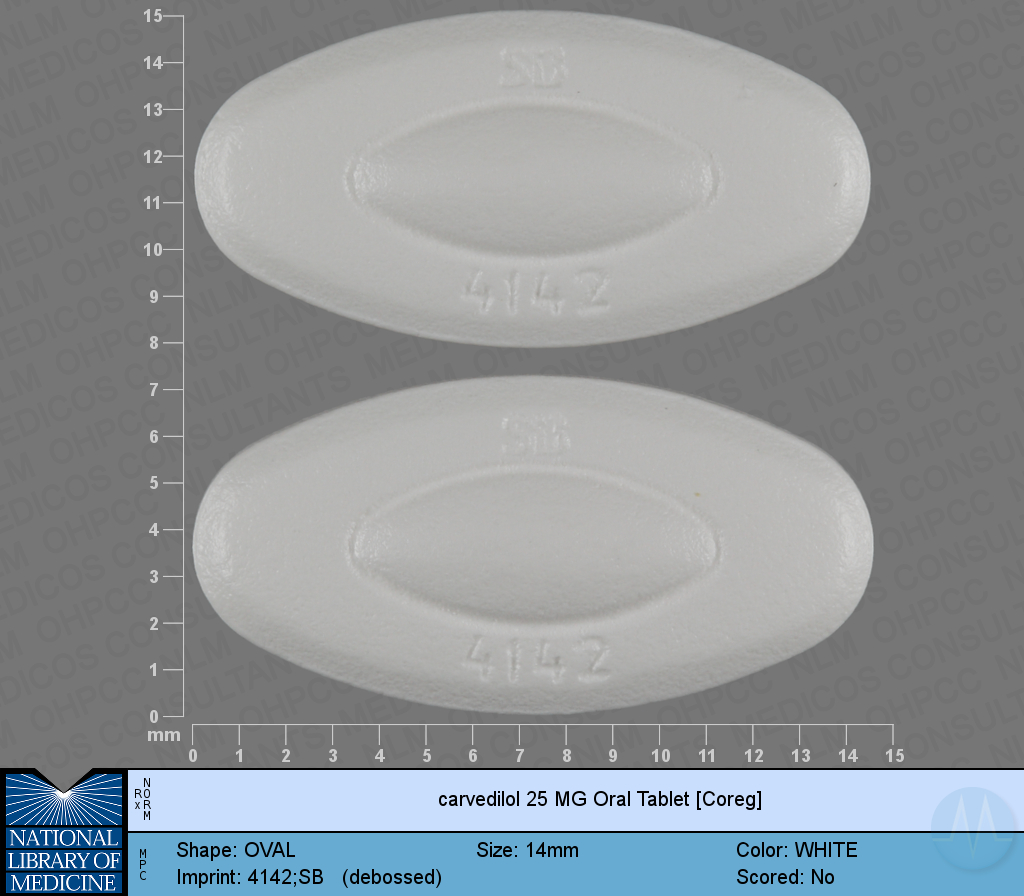 15
14
13
12
11
10
9
8
7
6
5
4
3
2
1
0
mm
0 1 2 3 4 5 6 7 8 9 10 11 12 13 14 15
SB
4142
SB
4142
NLM MEDICOS CONSULTANTS OHPCC
NATIONAL
LIBRARY OF
MEDICINE
Rx
NORM
carvedilol 25 MG Oral Tablet [Coreg]
MPC
Shape: OVAL Size: 14mm Color: WHITE
Imprint: 4142;SB (debossed) Scored: No